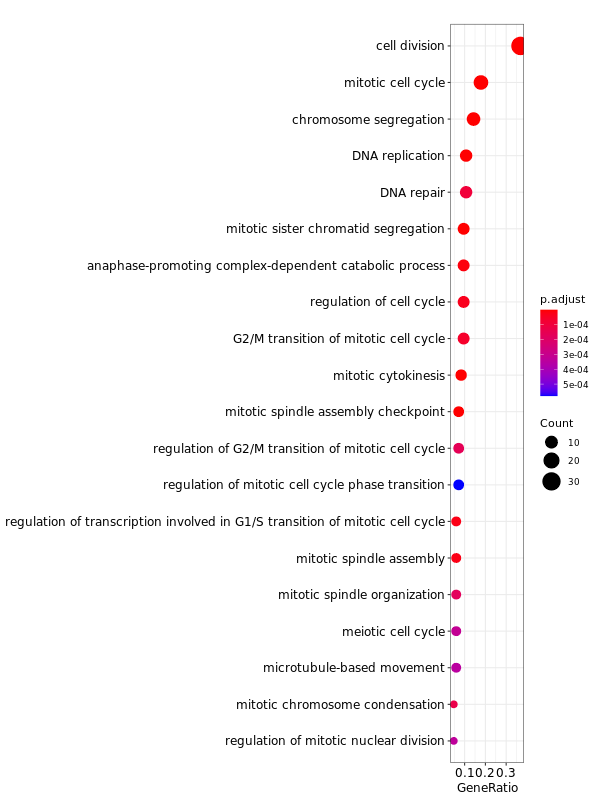 cell division
mitotic cell cycle
chromosome segregation
DNA replication
DNA repair
mitotic sister chromatid segregation
anaphase-promoting complex-dependent catabolic process
regulation of cell cycle
G2/M transition of mitotic cell cycle
mitotic cytokinesis
mitotic spindle assembly checkpoint
regulation of G2/M transition of mitotic cell cycle
regulation of mitotic cell cycle phase transition
regulation of transcription involved in G1/S transition of mitotic cell cycle
mitotic spindle assembly
mitotic spindle organization
meiotic cell cycle
microtubule-based movement
mitotic chromosome condensation
regulation of mitotic nuclear division
0.1 0.2 0.3
GeneRatio
p.adjust
1e-04
2e-04
3e-04
4e-04
5e-04
Count
10
20
30